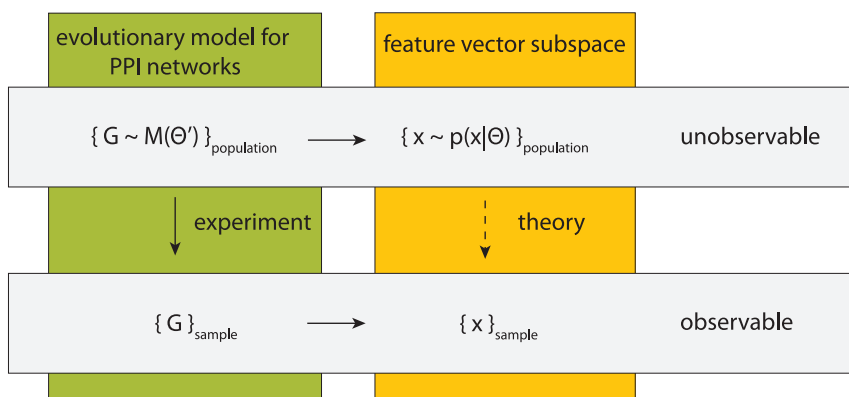 evolutionary model for
PPI networks
feature vector subspace
{ G ~ M(Θ′) }population
{ x ~ p(x|Θ) }population
unobservable
experiment
theory
{ G }sample
{ x }sample
observable